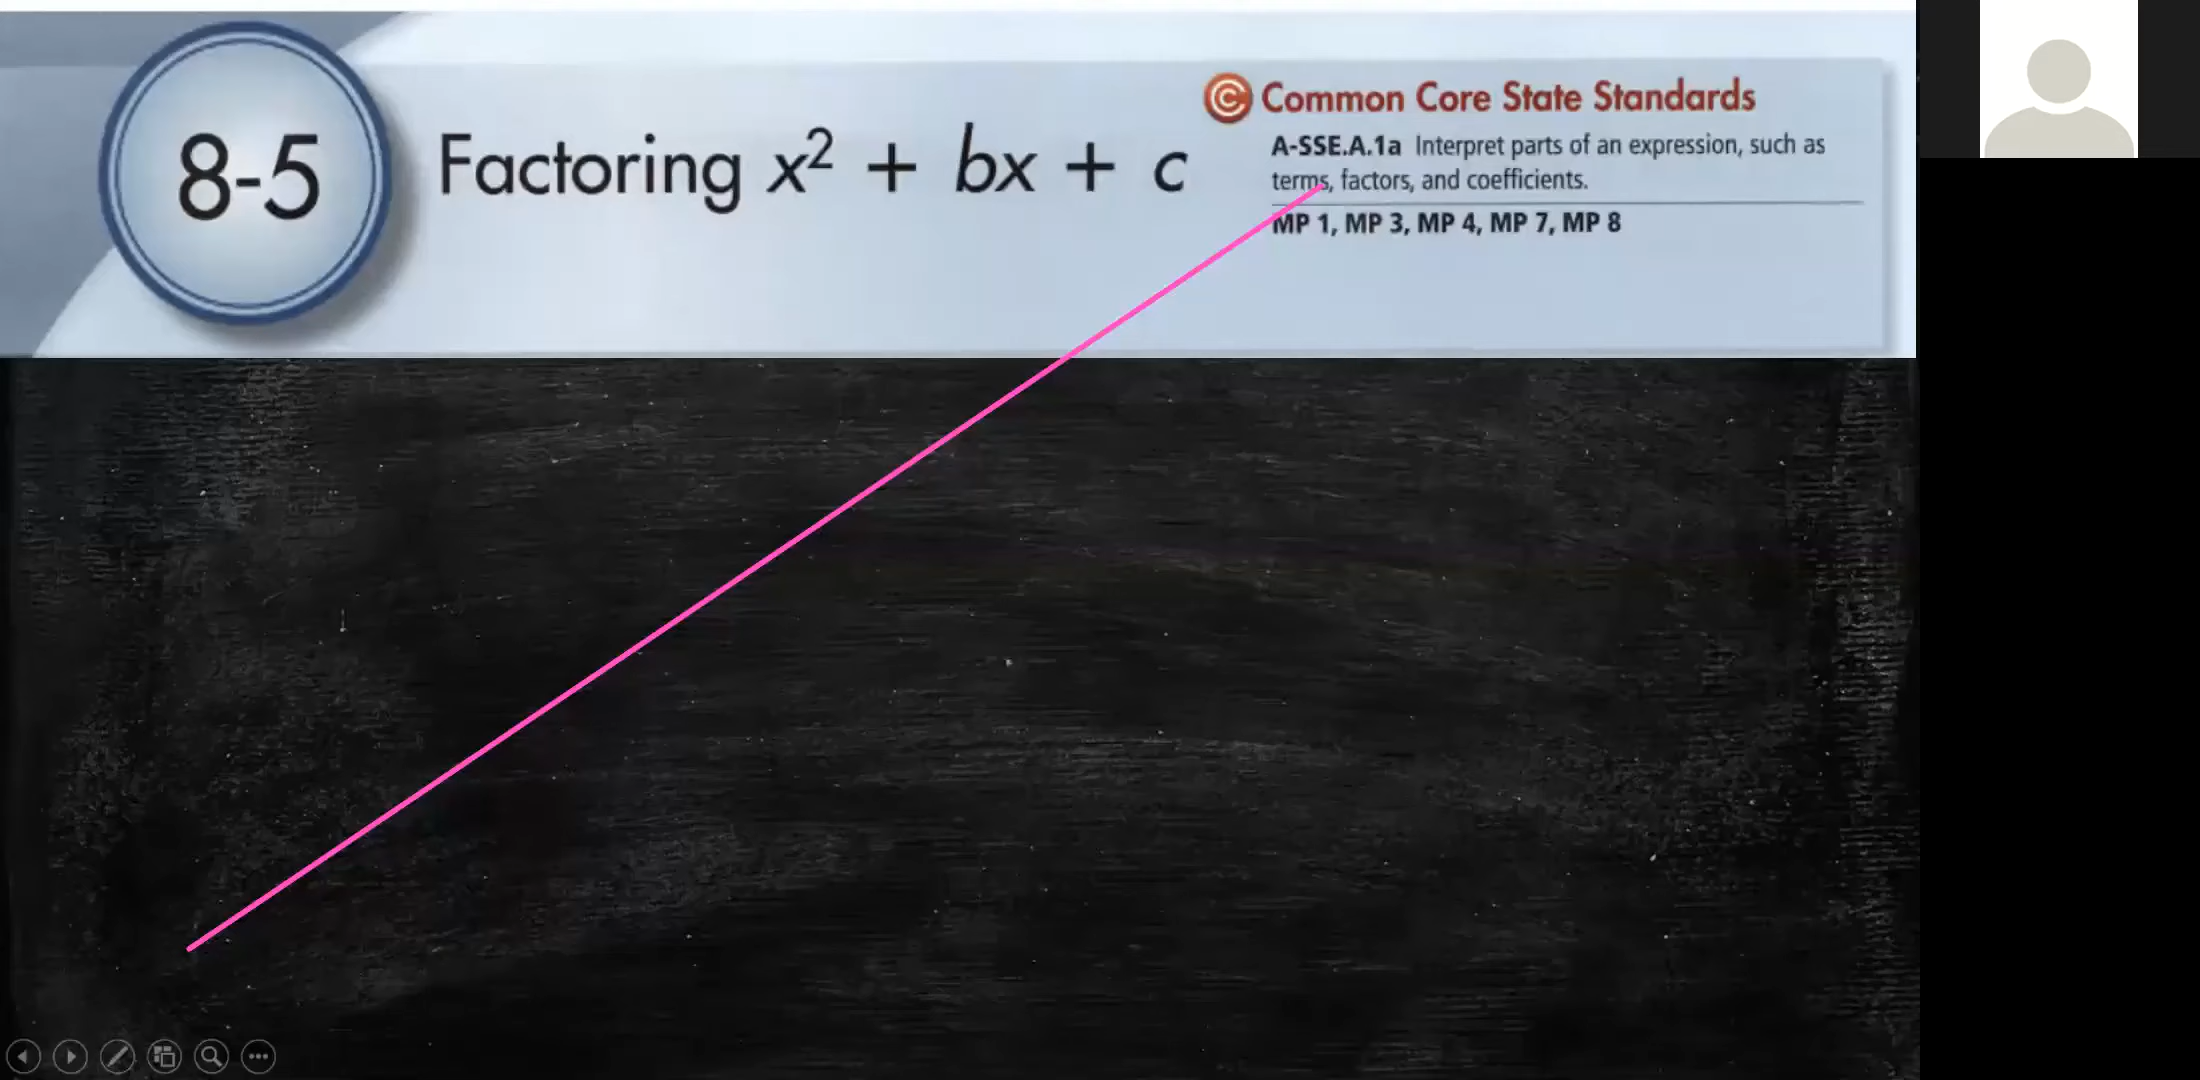 8-5
Factoring x² + bx + c
Common Core State Standards
A-SSE.A.1a Interpret parts of an expression, such as
terms, factors, and coefficients.
MP 1, MP 3, MP 4, MP 7, MP 8